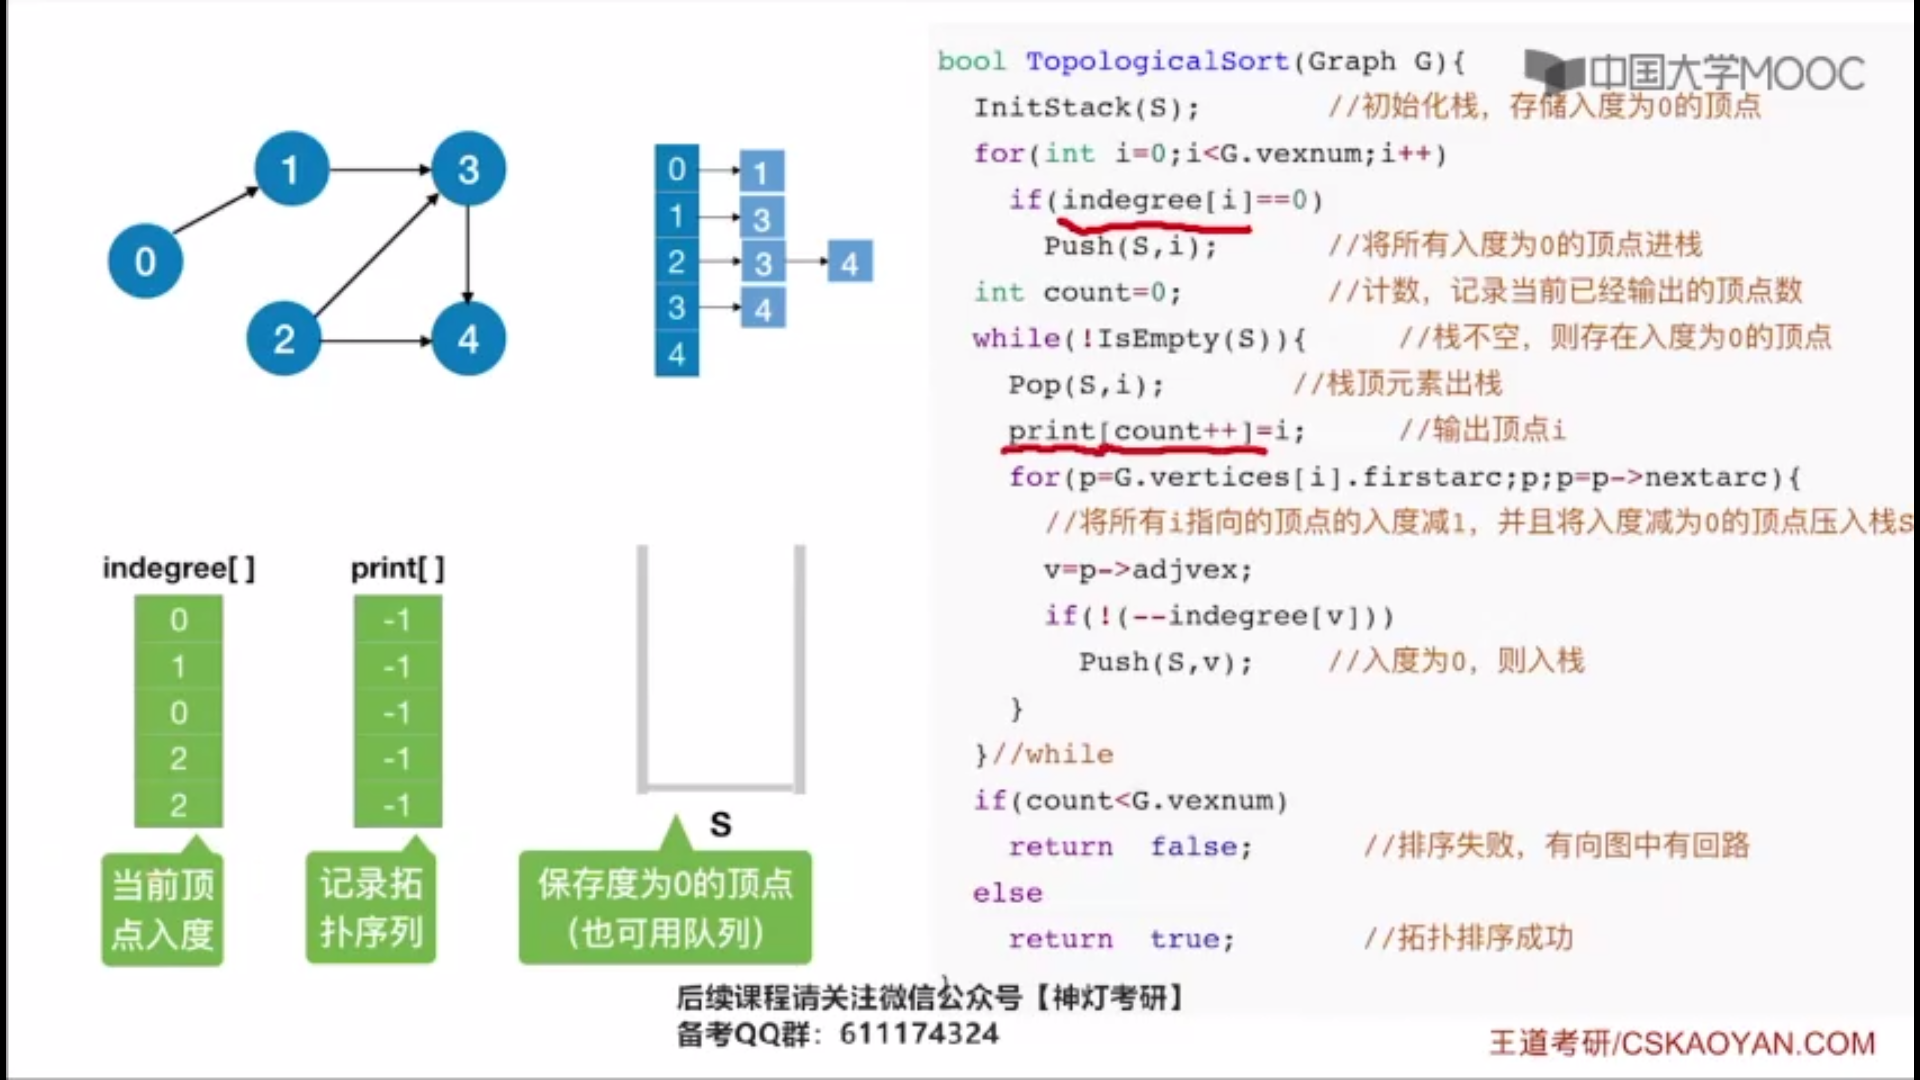 bool TopologicalSort(Graph G){
中国大学MOOC
InitStack(S); //初始化栈，存储入度为0的顶点
for(int i=0;i<G.vexnum;i++)
if(indegree[i]==0)
Push(S,i); //将所有入度为0的顶点进栈
int count=0; //计数，记录当前已经输出的顶点数
while(!IsEmpty(S)){ //栈不空，则存在入度为0的顶点
Pop(S,i); //栈顶元素出栈
print[count++]=i; //输出顶点i
for(p=G.vertices[i].firstarc;p;p=p->nextarc){
//将所有i指向的顶点的入度减1，并且将入度减为0的顶点压入栈S
v=p->adjvex;
if(!(--indegree[v]))
Push(S,v); //入度为0，则入栈
}
}//while
if(count<G.vexnum)
return false; //排序失败，有向图中有回路
else
return true; //拓扑排序成功
}
1 3
0
2 4
0 1
1 3
2 3 4
3 4
4
indegree[ ]
0
1
0
2
2
当前顶
点入度
print[ ]
-1
-1
-1
-1
-1
记录拓
扑序列
S
保存度为0的顶点
（也可用队列）
后续课程请关注微信公众号【神灯考研】
备考QQ群：611174324
王道考研/CSKAOYAN.COM